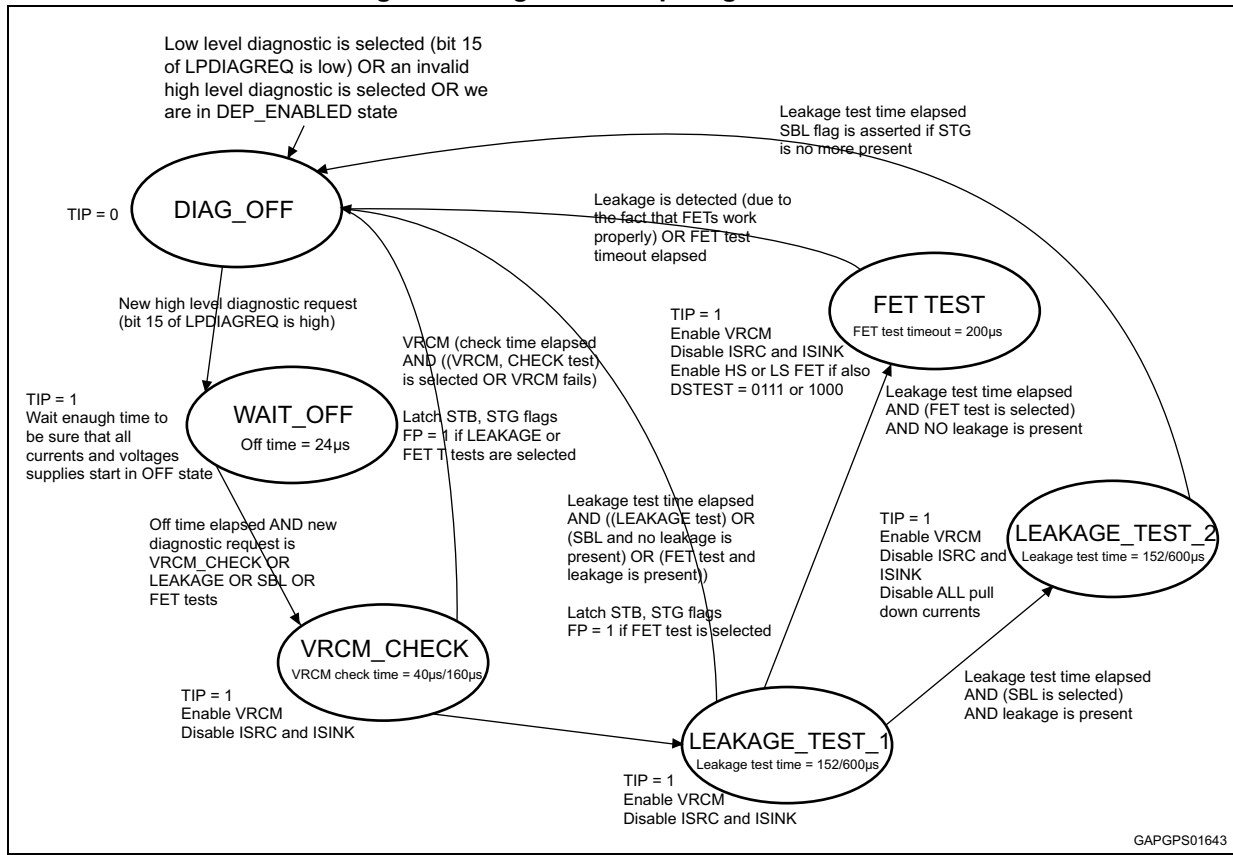 Low level diagnostic is selected (bit 15
of LPDIAGREQ is low) OR an invalid
high level diagnostic is selected OR we
are in DEP_ENABLED state
Leakage test time elapsed
SBL flag is asserted if STG
is no more present
TIP = 0
DIAG_OFF
Leakage is detected (due to
the fact that FETs work
properly) OR FET test
timeout elapsed
New high level diagnostic request
(bit 15 of LPDIAGREQ is high)
FET TEST
FET test timeout = 200µs
TIP = 1
Enable VRCM
Disable ISRC and ISINK
Enable HS or LS FET if also
DSTEST = 0111 or 1000
VRCM (check time elapsed
AND ((VRCM, CHECK test)
is selected OR VRCM fails)
Latch STB, STG flags
FP = 1 if LEAKAGE or
FET T tests are selected
TIP = 1
Wait enaugh time to
be sure that all
currents and voltages
supplies start in OFF state
WAIT_OFF
Off time = 24µs
Leakage test time elapsed
AND (FET test is selected)
AND NO leakage is present
Off time elapsed AND new
diagnostic request is
VRCM_CHECK OR
LEAKAGE OR SBL OR
FET tests
Leakage test time elapsed
AND ((LEAKAGE test) OR
(SBL and no leakage is
present) OR (FET test and
leakage is present))
Latch STB, STG flags
FP = 1 if FET test is selected
TIP = 1
Enable VRCM
Disable ISRC and
ISINK
Disable ALL pull
down currents
LEAKAGE_TEST_2
Leakage test time = 152/600µs
VRCM_CHECK
VRCM check time = 40µs/160µs
TIP = 1
Enable VRCM
Disable ISRC and ISINK
Leakage test time elapsed
AND (SBL is selected)
AND leakage is present
LEAKAGE_TEST_1
Leakage test time = 152/600µs
TIP = 1
Enable VRCM
Disable ISRC and ISINK
GAPGPS01643